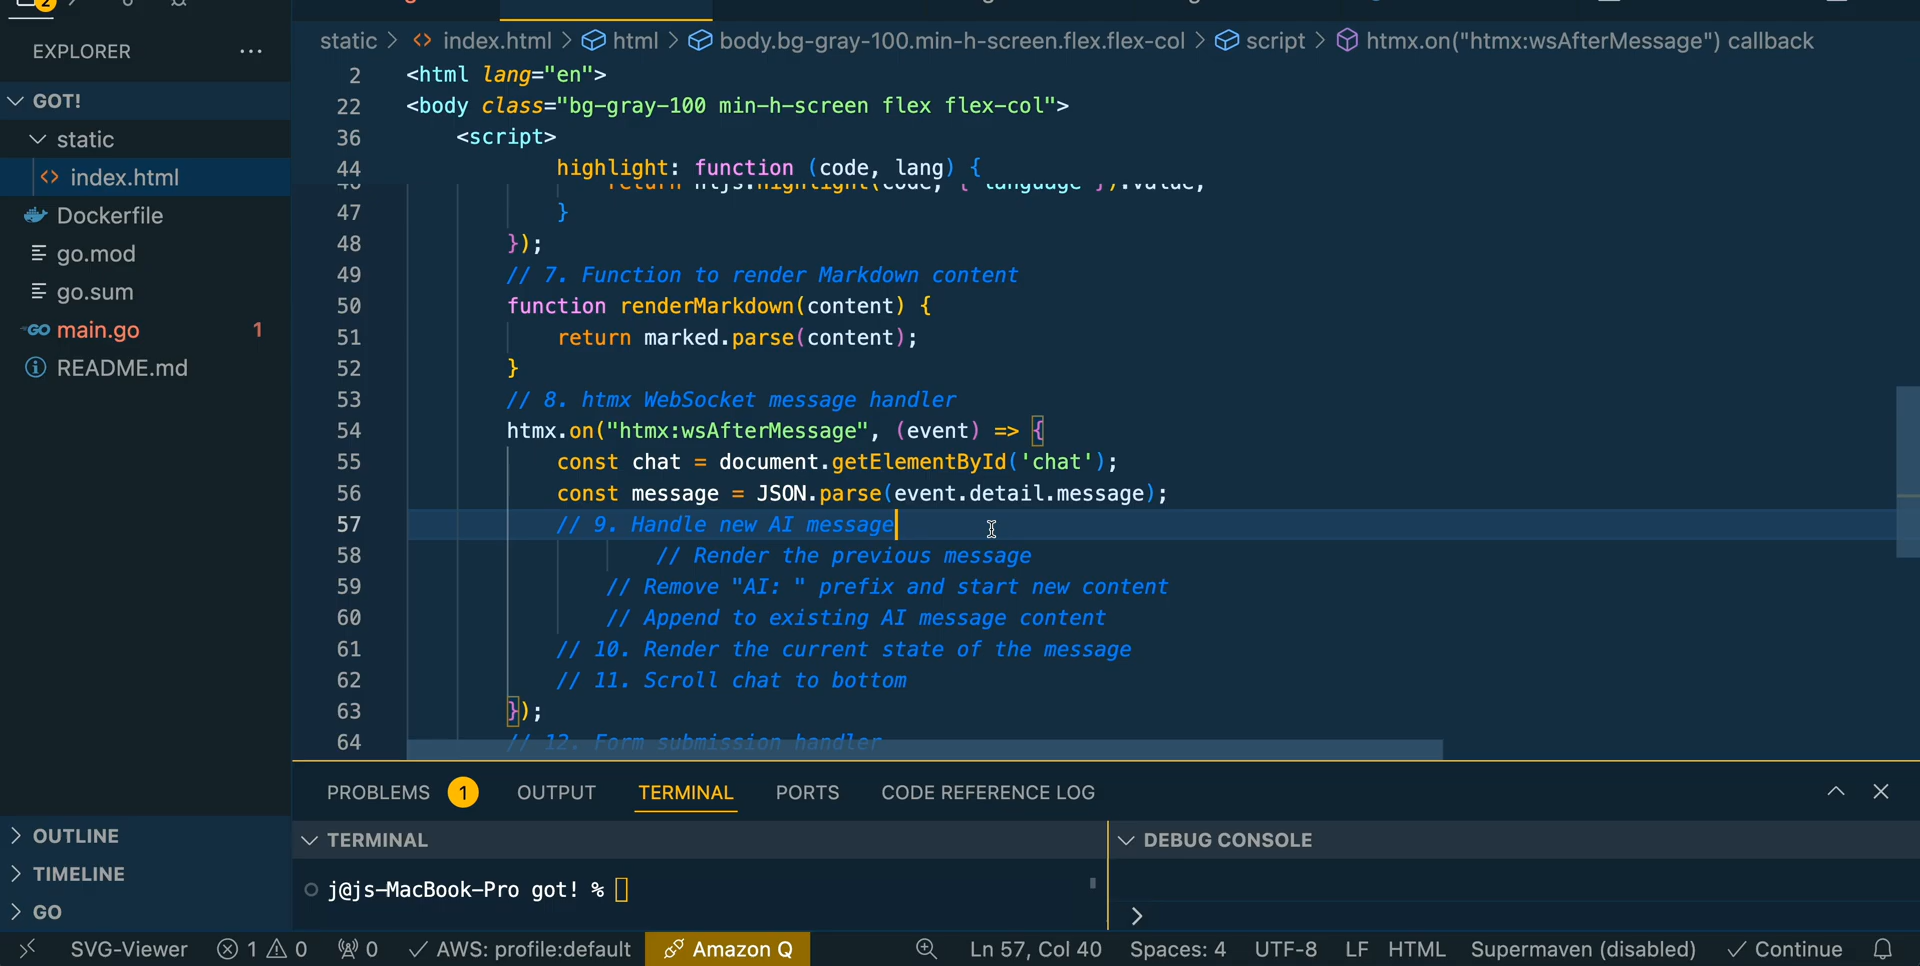 2
EXPLORER ...
GOT!
static
index.html
Dockerfile
go.mod
go.sum
main.go 1
README.md
OUTLINE
TIMELINE
GO
static > index.html > html > body.bg-gray-100.min-h-screen.flex.flex-col > script > htmx.on("htmx:wsAfterMessage") callback
2 <html lang="en">
22 <body class="bg-gray-100 min-h-screen flex flex-col">
36 <script>
44 highlight: function (code, lang) {
47 }
48 });
49 // 7. Function to render Markdown content
50 function renderMarkdown(content) {
51 return marked.parse(content);
52 }
53 // 8. htmx WebSocket message handler
54 htmx.on("htmx:wsAfterMessage", (event) => {
55 const chat = document.getElementById('chat');
56 const message = JSON.parse(event.detail.message);
57 // 9. Handle new AI message
58 // Render the previous message
59 // Remove "AI: " prefix and start new content
60 // Append to existing AI message content
61 // 10. Render the current state of the message
62 // 11. Scroll chat to bottom
63 });
64 // 12. Form submission handler
PROBLEMS 1 OUTPUT TERMINAL PORTS CODE REFERENCE LOG
TERMINAL
j@js-MacBook-Pro got! %
DEBUG CONSOLE
>
SVG-Viewer 1 0 0 AWS: profile:default Amazon Q Ln 57, Col 40 Spaces: 4 UTF-8 LF HTML Supermaven (disabled) Continue